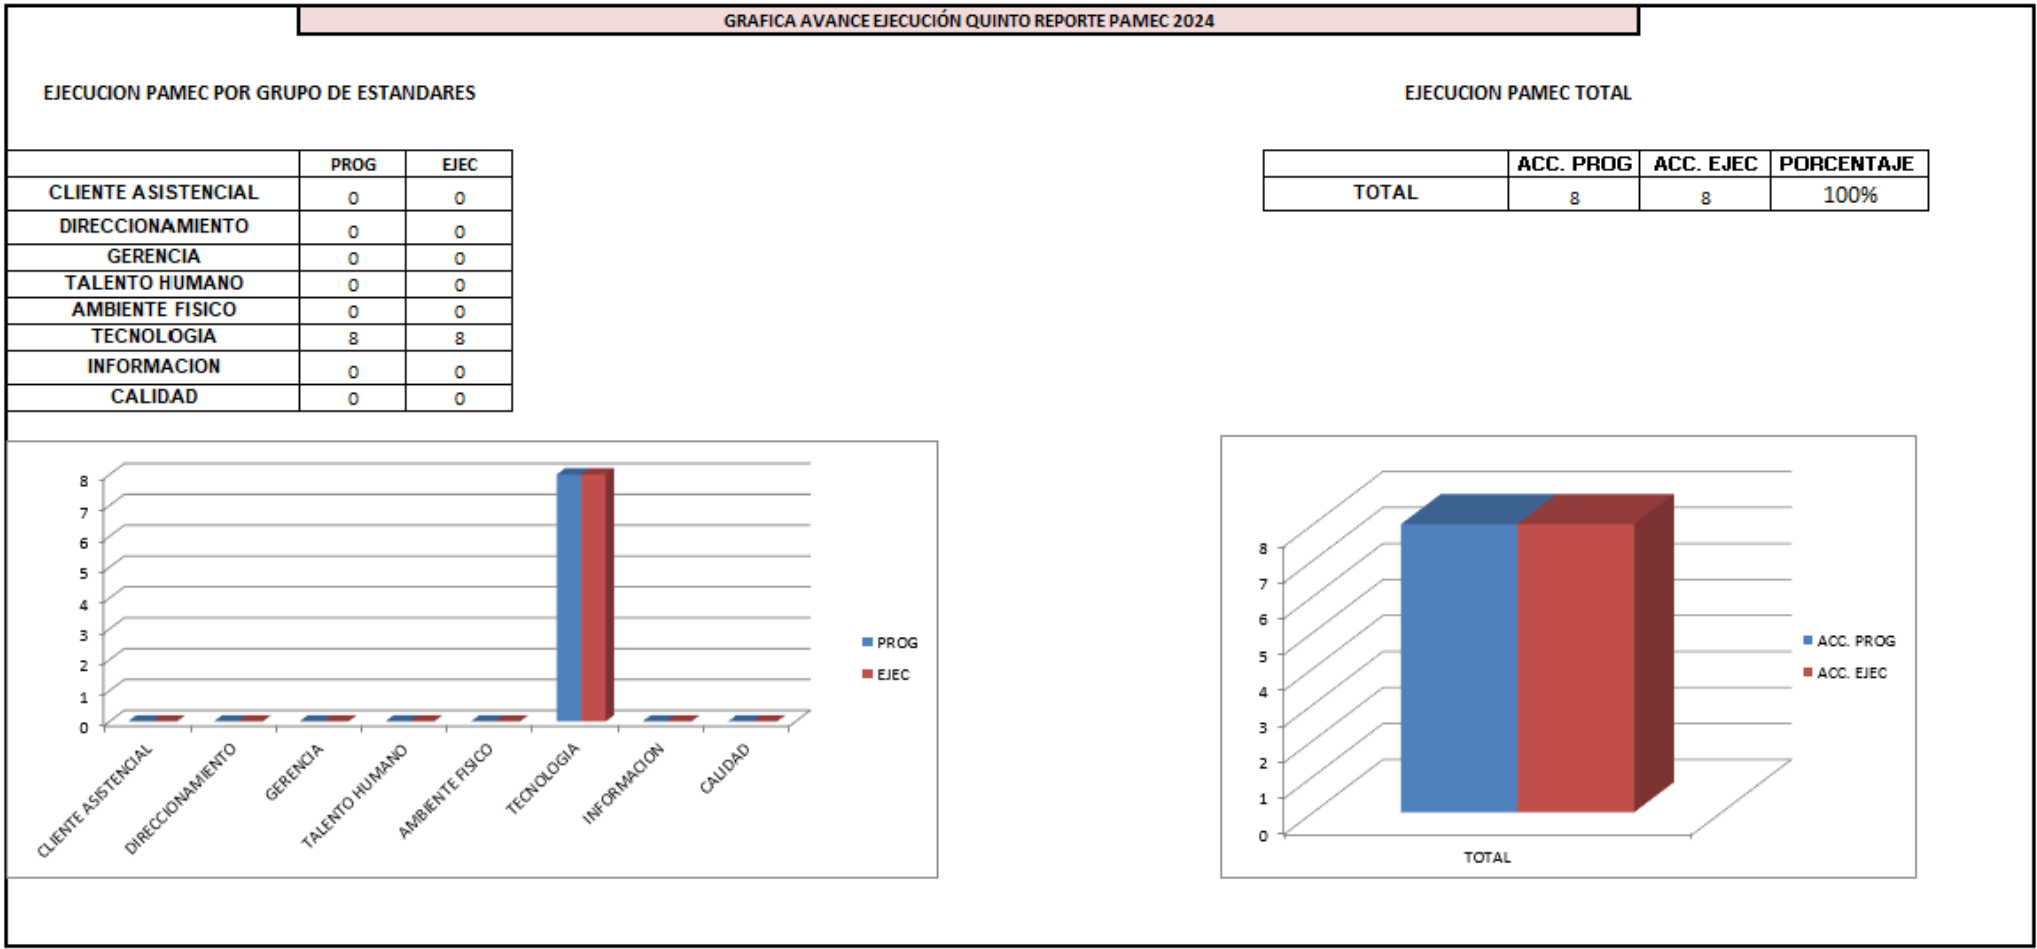 GRAFICA AVANCE EJECUCIÓN QUINTO REPORTE PAMEC 2024
EJECUCION PAMEC POR GRUPO DE ESTANDARES
PROG EJEC
CLIENTE ASISTENCIAL 0 0
DIRECCIONAMIENTO 0 0
GERENCIA 0 0
TALENTO HUMANO 0 0
AMBIENTE FISICO 0 0
TECNOLOGIA 8 8
INFORMACION 0 0
CALIDAD 0 0
EJECUCION PAMEC TOTAL
ACC. PROG ACC. EJEC PORCENTAJE
TOTAL 8 8 100%
8
7
6
5
4
3
2
1
0
CLIENTE ASISTENCIAL
DIRECCIONAMIENTO
GERENCIA
TALENTO HUMANO
AMBIENTE FISICO
TECNOLOGIA
INFORMACION
CALIDAD
PROG
EJEC
8
7
6
5
4
3
2
1
0
TOTAL
ACC. PROG
ACC. EJEC